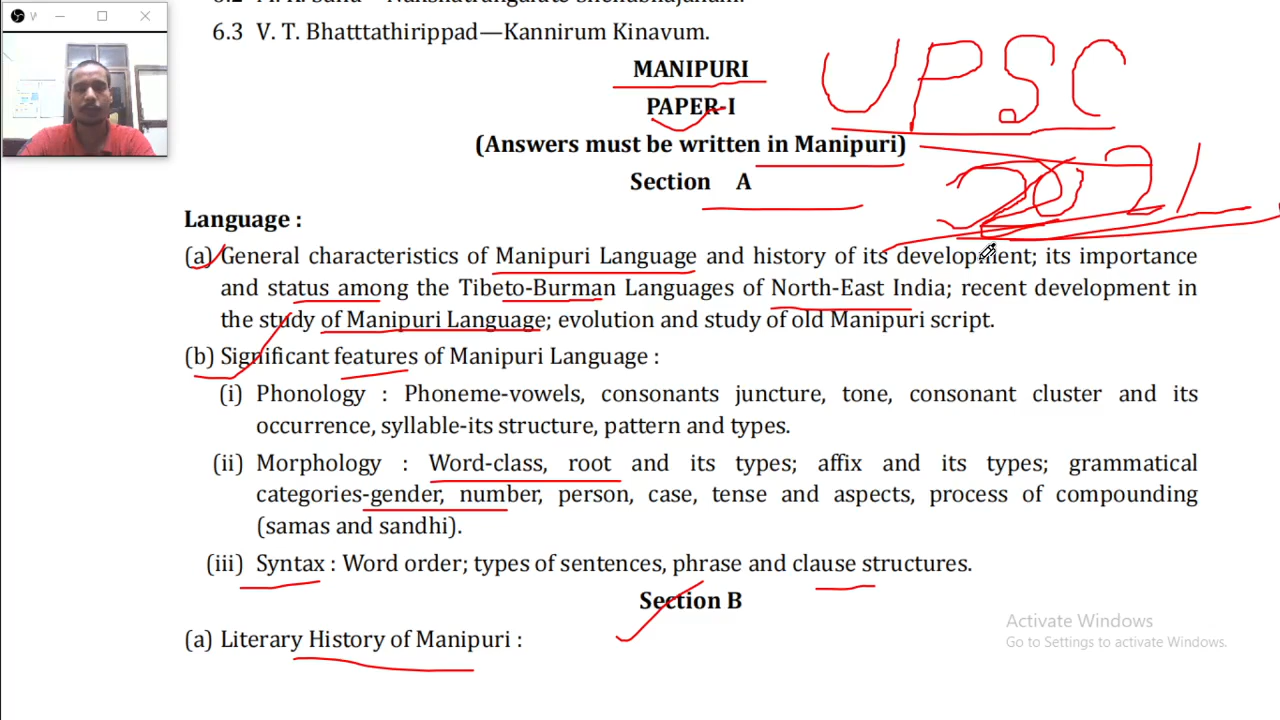 6.3 V. T. Bhatttathirippad—Kannirum Kinavum.
MANIPURI
UPSC
PAPER-I
(Answers must be written in Manipuri)
2021
Section A
Language :
(a) General characteristics of Manipuri Language and history of its development; its importance
and status among the Tibeto-Burman Languages of North-East India; recent development in
the study of Manipuri Language; evolution and study of old Manipuri script.
(b) Significant features of Manipuri Language :
(i) Phonology : Phoneme-vowels, consonants juncture, tone, consonant cluster and its
occurrence, syllable-its structure, pattern and types.
(ii) Morphology : Word-class, root and its types; affix and its types; grammatical
categories-gender, number, person, case, tense and aspects, process of compounding
(samas and sandhi).
(iii) Syntax : Word order; types of sentences, phrase and clause structures.
Section B
(a) Literary History of Manipuri :
Activate Windows
Go to Settings to activate Windows.